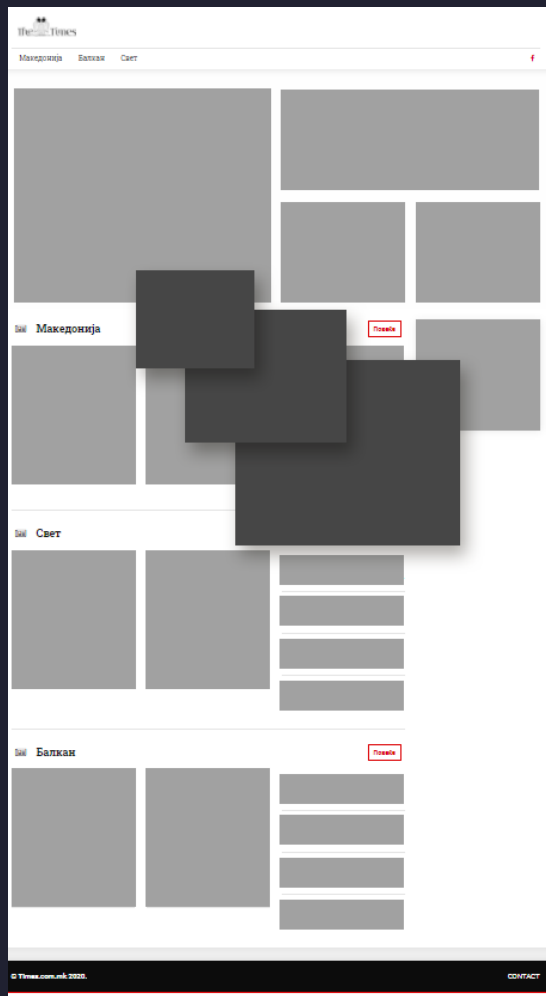 The Times
Македонија Балкан Свет
f
Македонија
Повеќе
Свет
Балкан
Повеќе
© Times.com.mk 2020.
CONTACT